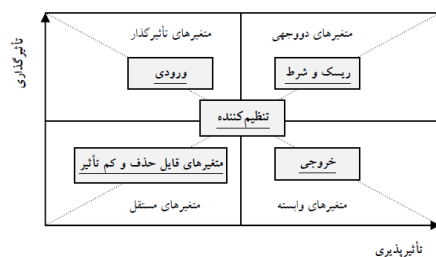 تأثیرگذاری
متغیرهای دووجهی
متغیرهای تأثیرگذار
ریسک و شرط
ورودی
تنظیم‌کننده
خروجی
متغیرهای قابل حذف و کم تأثیر
متغیرهای وابسته
متغیرهای مستقل
تأثیرپذیری